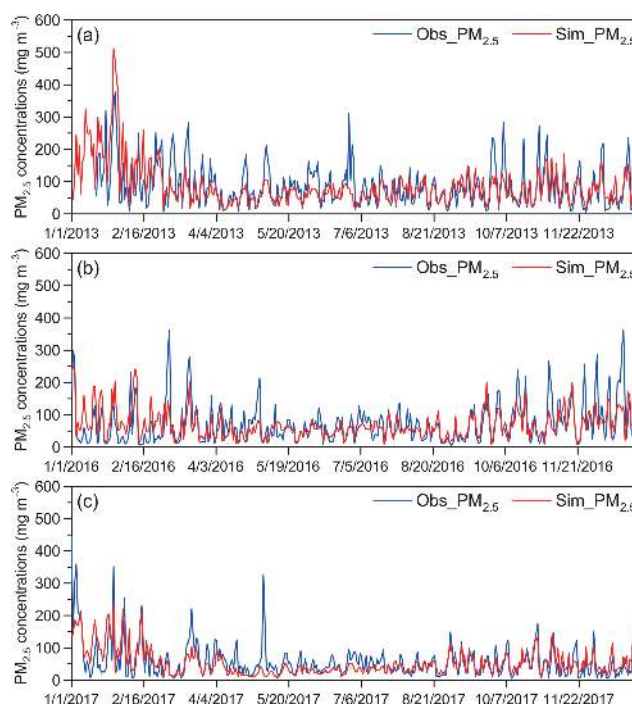 (a) Obs_PM2.5 Sim_PM2.5
PM2.5 concentrations (mg m-3)
600
500
400
300
200
100
0
1/1/2013 2/16/2013 4/4/2013 5/20/2013 7/6/2013 8/21/2013 10/7/2013 11/22/2013
(b) Obs_PM2.5 Sim_PM2.5
PM2.5 concentrations (mg m-3)
600
500
400
300
200
100
0
1/1/2016 2/16/2016 4/3/2016 5/19/2016 7/5/2016 8/20/2016 10/6/2016 11/21/2016
(c) Obs_PM2.5 Sim_PM2.5
PM2.5 concentrations (mg m-3)
600
500
400
300
200
100
0
1/1/2017 2/16/2017 4/4/2017 5/20/2017 7/6/2017 8/21/2017 10/7/2017 11/22/2017